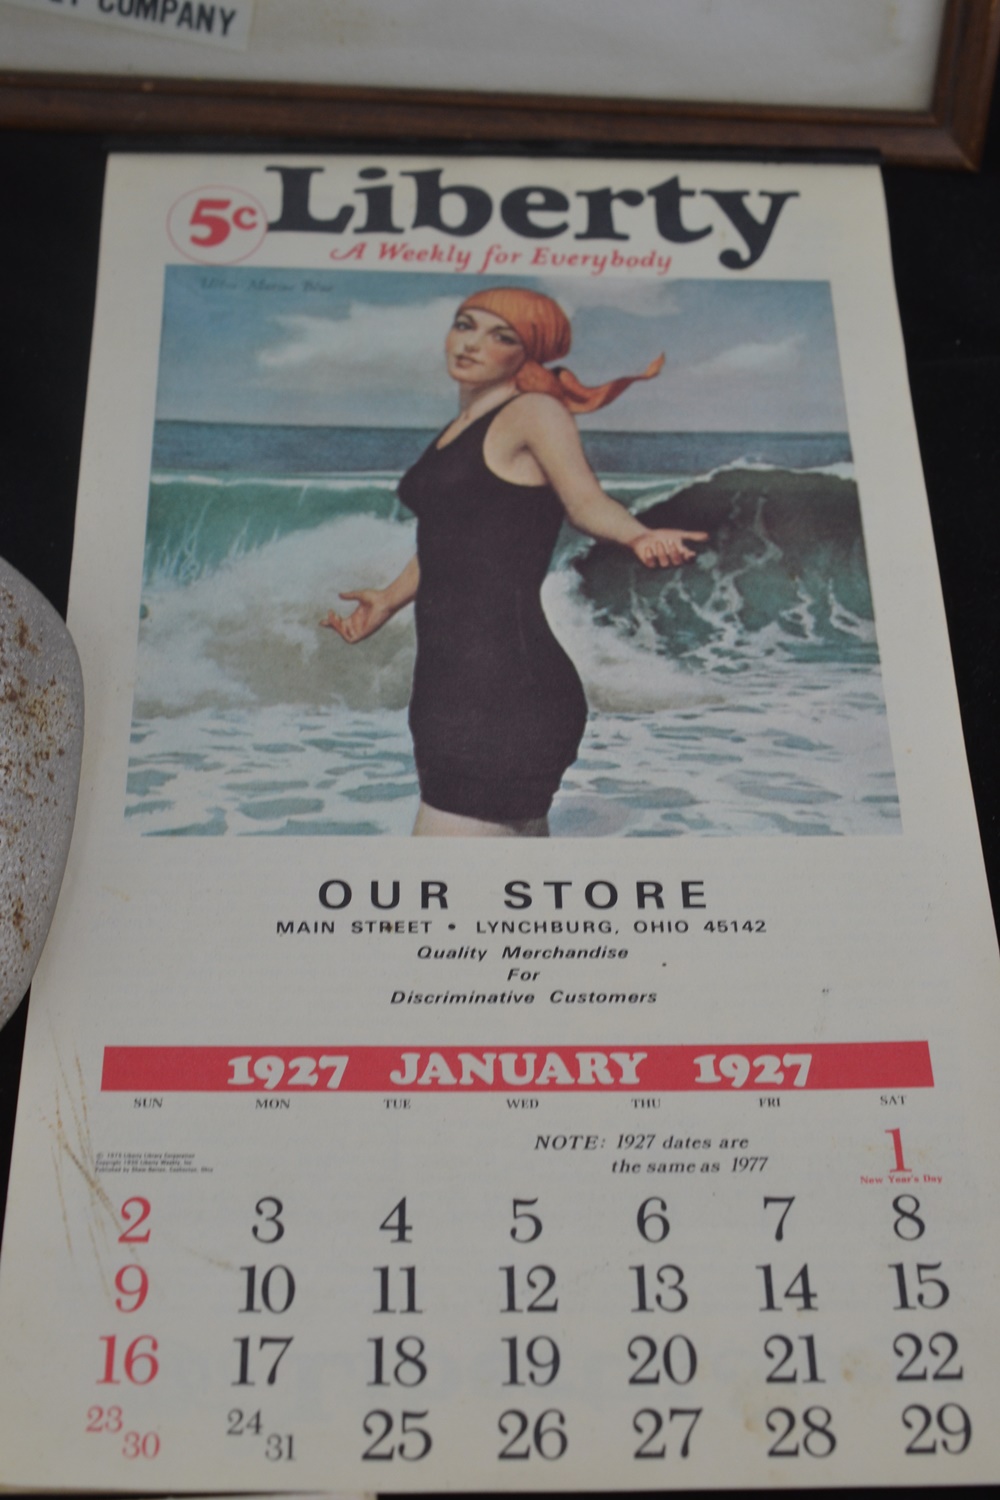 COMPANY
5¢ Liberty
A Weekly for Everybody
OUR STORE
MAIN STREET • LYNCHBURG, OHIO 45142
Quality Merchandise
For
Discriminative Customers
1927 JANUARY 1927
SUN MON TUE WED THU FRI SAT
NOTE: 1927 dates are
the same as 1977
1
New Year's Day
2 3 4 5 6 7 8
9 10 11 12 13 14 15
16 17 18 19 20 21 22
23 30 24 31 25 26 27 28 29